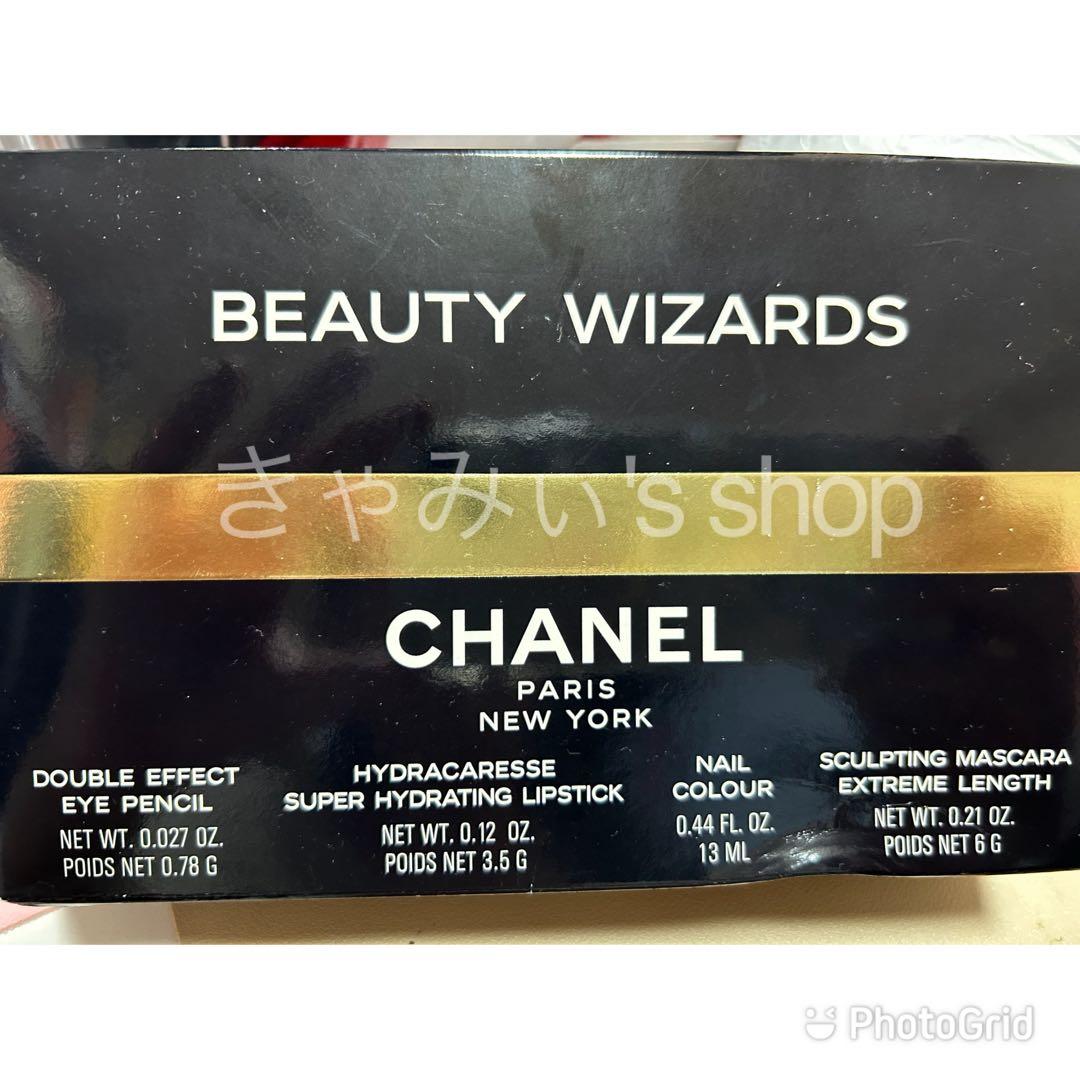 BEAUTY WIZARDS
きゃみぃ's shop
CHANEL
PARIS
NEW YORK
DOUBLE EFFECT
EYE PENCIL
NET WT. 0.027 OZ.
POIDS NET 0.78 G
HYDRACARESSE
SUPER HYDRATING LIPSTICK
NET WT. 0.12 OZ.
POIDS NET 3.5 G
NAIL
COLOUR
0.44 FL. OZ.
13 ML
SCULPTING MASCARA
EXTREME LENGTH
NET WT. 0.21 OZ.
POIDS NET 6 G
PhotoGrid